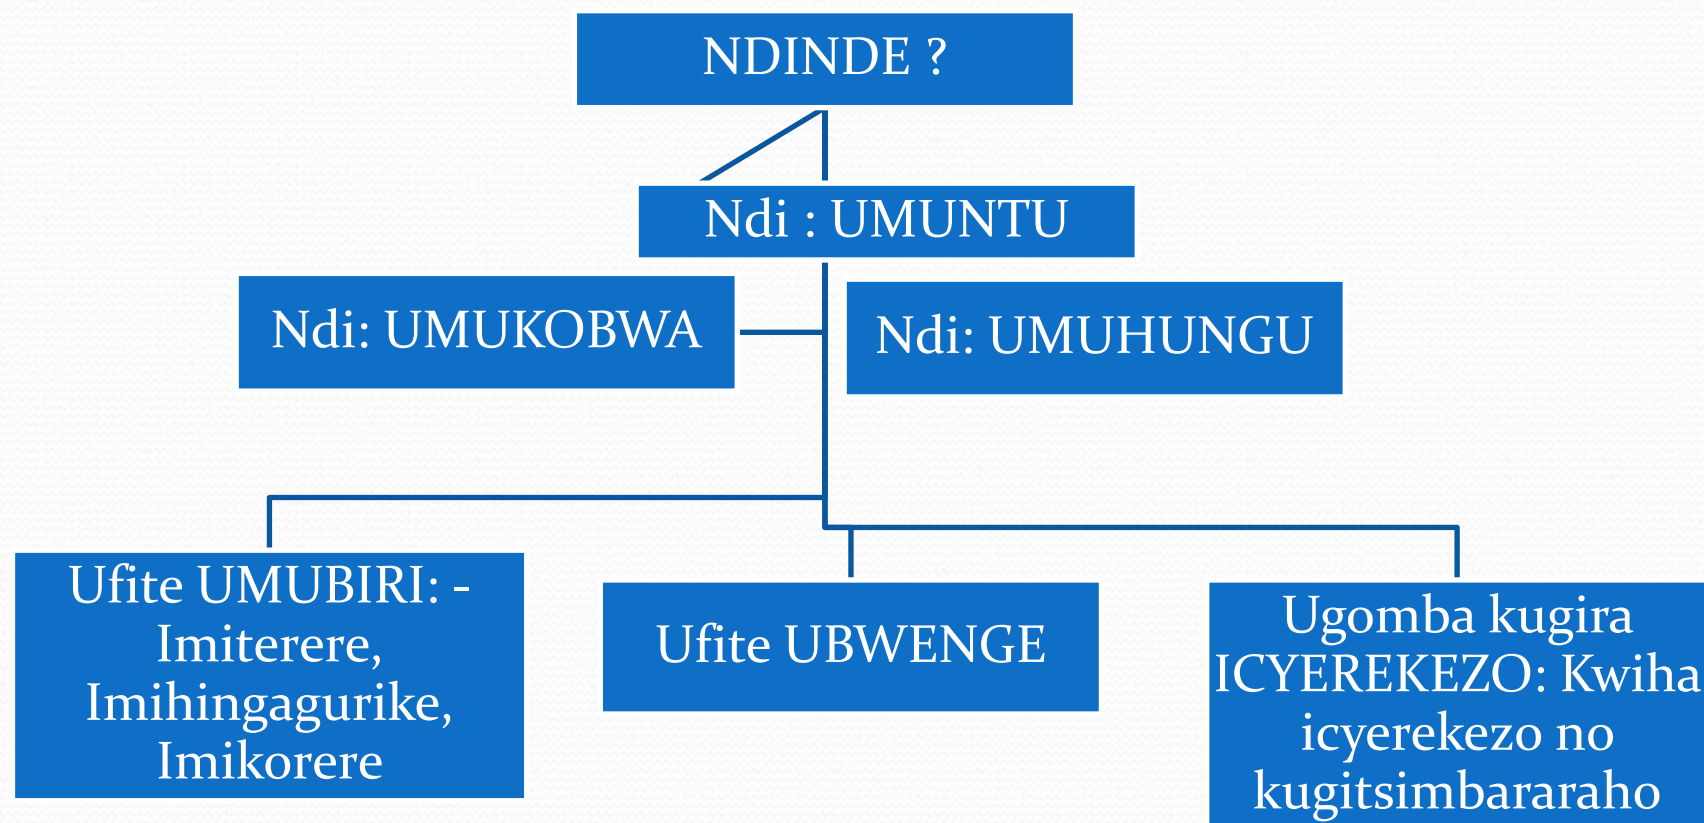 NDINDE ?
Ndi : UMUNTU
Ndi: UMUKOBWA
Ndi: UMUHUNGU
Ufite UMUBIRI: -
Imiterere,
Imihingagurike,
Imikorere
Ufite UBWENGE
Ugomba kugira
ICYEREKEZO: Kwiha
icyerekezo no
kugitsimbararaho